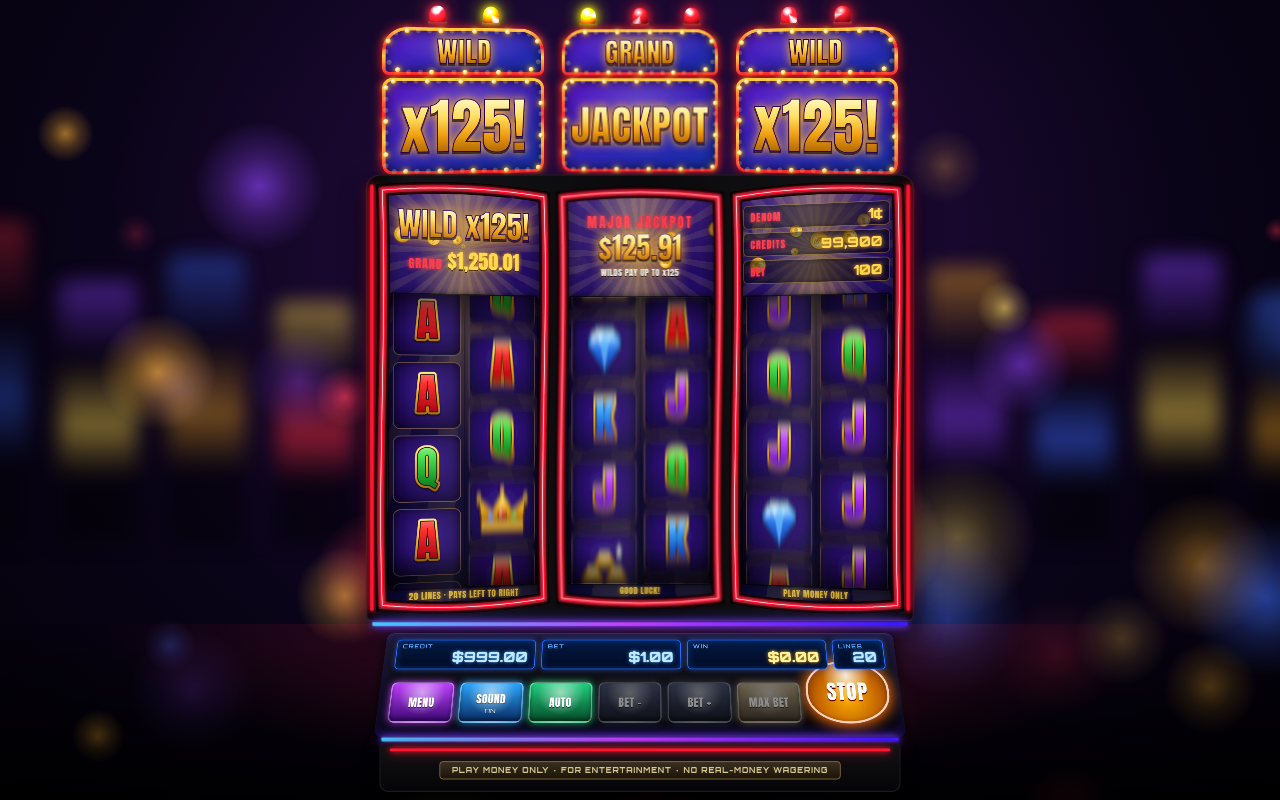 WILD
x125!
GRAND
JACKPOT
WILD
x125!
WILD x125!
GRAND $1,250.01
MAJOR JACKPOT
$125.91
WILDS PAY UP TO x125
DENOM 1¢
CREDITS 99,900
BET 100
A
A
Q
A
Q
A
Q
A
K
J
A
J
Q
K
J
Q
J
A
Q
J
J
J
20 LINES · PAYS LEFT TO RIGHT
GOOD LUCK!
PLAY MONEY ONLY
CREDIT $999.00
BET $1.00
WIN $0.00
LINES 20
MENU
SOUND
ON
AUTO
BET -
BET +
MAX BET
STOP
PLAY MONEY ONLY · FOR ENTERTAINMENT · NO REAL-MONEY WAGERING